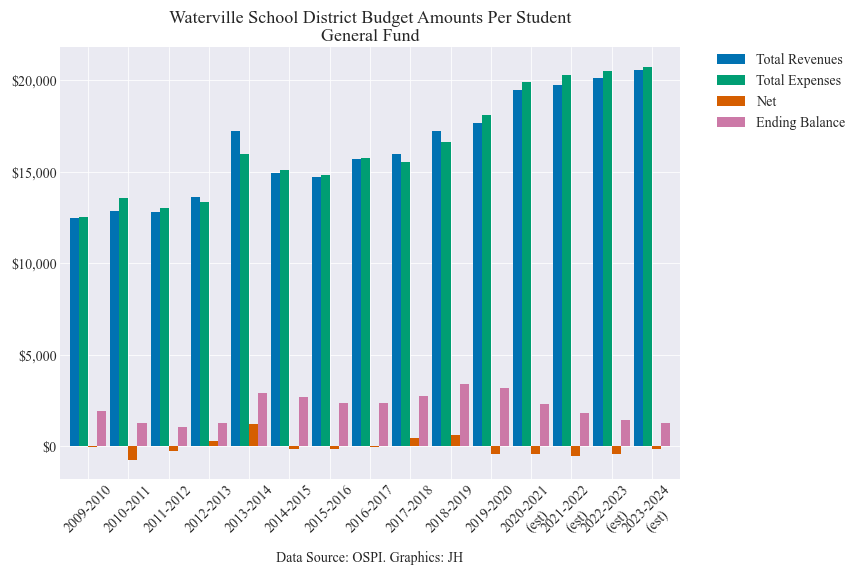 Waterville School District Budget Amounts Per Student
General Fund
Total Revenues
Total Expenses
Net
Ending Balance
$20,000
$15,000
$10,000
$5,000
$0
2009-2010
2010-2011
2011-2012
2012-2013
2013-2014
2014-2015
2015-2016
2016-2017
2017-2018
2018-2019
2019-2020
2020-2021
(est)
2021-2022
(est)
2022-2023
(est)
2023-2024
(est)
Data Source: OSPI. Graphics: JH